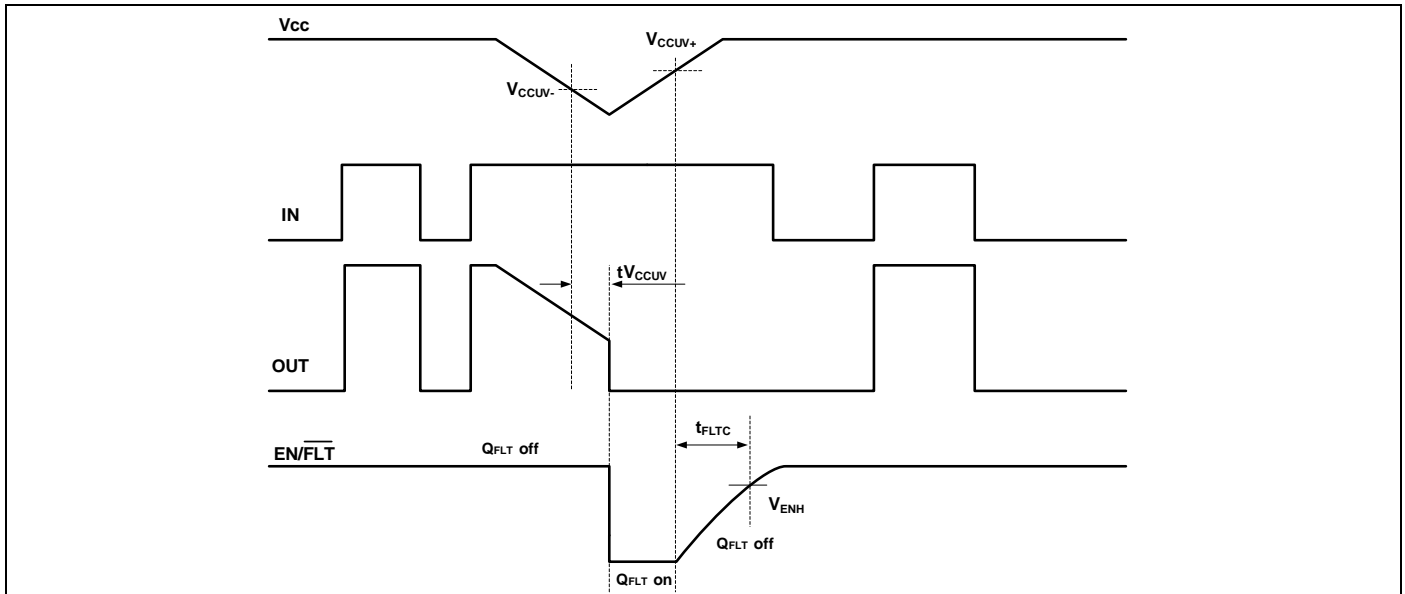 Vcc
VCCUV+
VCCUV-
IN
tVCCUV
OUT
tFLTC
EN/FLT
QFLT off
VENH
QFLT off
QFLT on